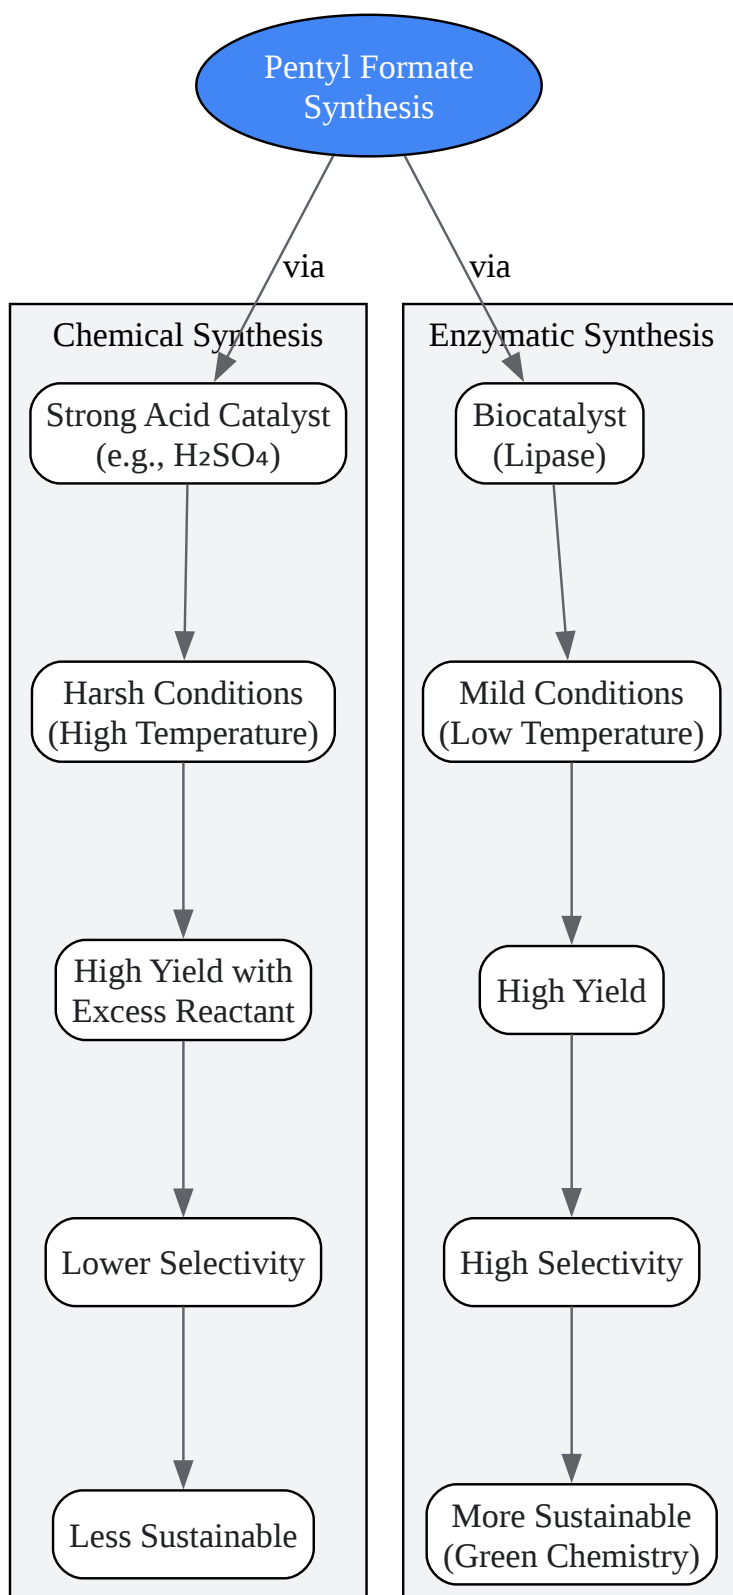 Pentyl Formate
Synthesis
via
via
Chemical Synthesis
Strong Acid Catalyst
(e.g., H₂SO₄)
Harsh Conditions
(High Temperature)
High Yield with
Excess Reactant
Lower Selectivity
Less Sustainable
Enzymatic Synthesis
Biocatalyst
(Lipase)
Mild Conditions
(Low Temperature)
High Yield
High Selectivity
More Sustainable
(Green Chemistry)